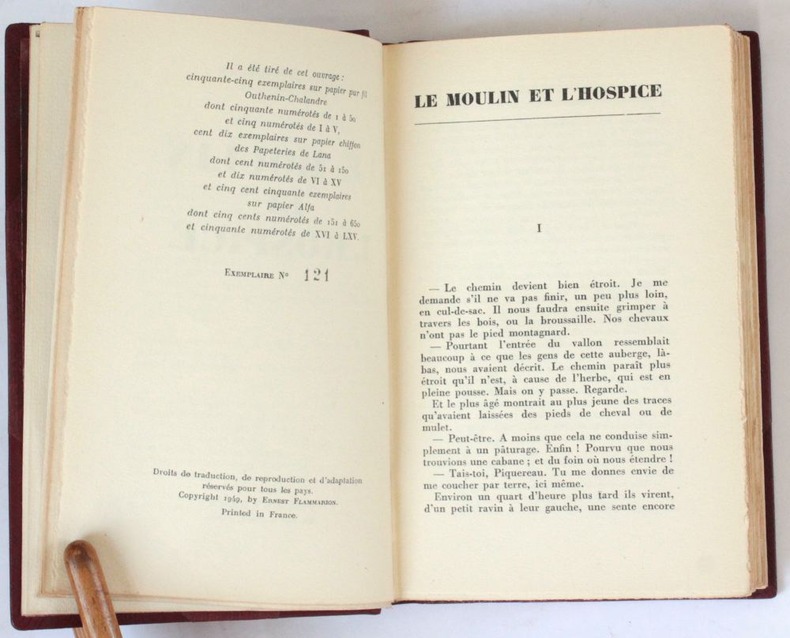 Il a été tiré de cet ouvrage :
cinquante-cinq exemplaires sur papier pur fil
Outhenin-Chalandre
dont cinquante numérotés de 1 à 50
et cinq numérotés de I à V,
cent dix exemplaires sur papier chiffon
des Papeteries de Lana
dont cent numérotés de 51 à 150
et dix numérotés de VI à XV
et cinq cent cinquante exemplaires
sur papier Alfa
dont cinq cents numérotés de 151 à 650
et cinquante numérotés de XVI à LXV.
EXEMPLAIRE N° 121
Droits de traduction, de reproduction et d'adaptation
réservés pour tous les pays.
Copyright 1949, by ERNEST FLAMMARION.
Printed in France.
LE MOULIN ET L'HOSPICE
I
— Le chemin devient bien étroit. Je me
demande s'il ne va pas finir, un peu plus loin,
en cul-de-sac. Il nous faudra ensuite grimper à
travers les bois, ou la broussaille. Nos chevaux
n'ont pas le pied montagnard.
— Pourtant l'entrée du vallon ressemblait
beaucoup à ce que les gens de cette auberge, là-
bas, nous avaient décrit. Le chemin paraît plus
étroit qu'il n'est, à cause de l'herbe, qui est en
pleine pousse. Mais on y passe. Regarde.
Et le plus âgé montrait au plus jeune des traces
qu'avaient laissées des pieds de cheval ou de
mulet.
— Peut-être. A moins que cela ne conduise sim-
plement à un pâturage. Enfin ! Pourvu que nous
trouvions une cabane ; et du foin où nous étendre !
— Tais-toi, Piquereau. Tu me donnes envie de
me coucher par terre, ici même.
Environ un quart d'heure plus tard ils virent,
d'un petit ravin à leur gauche, une sente encore